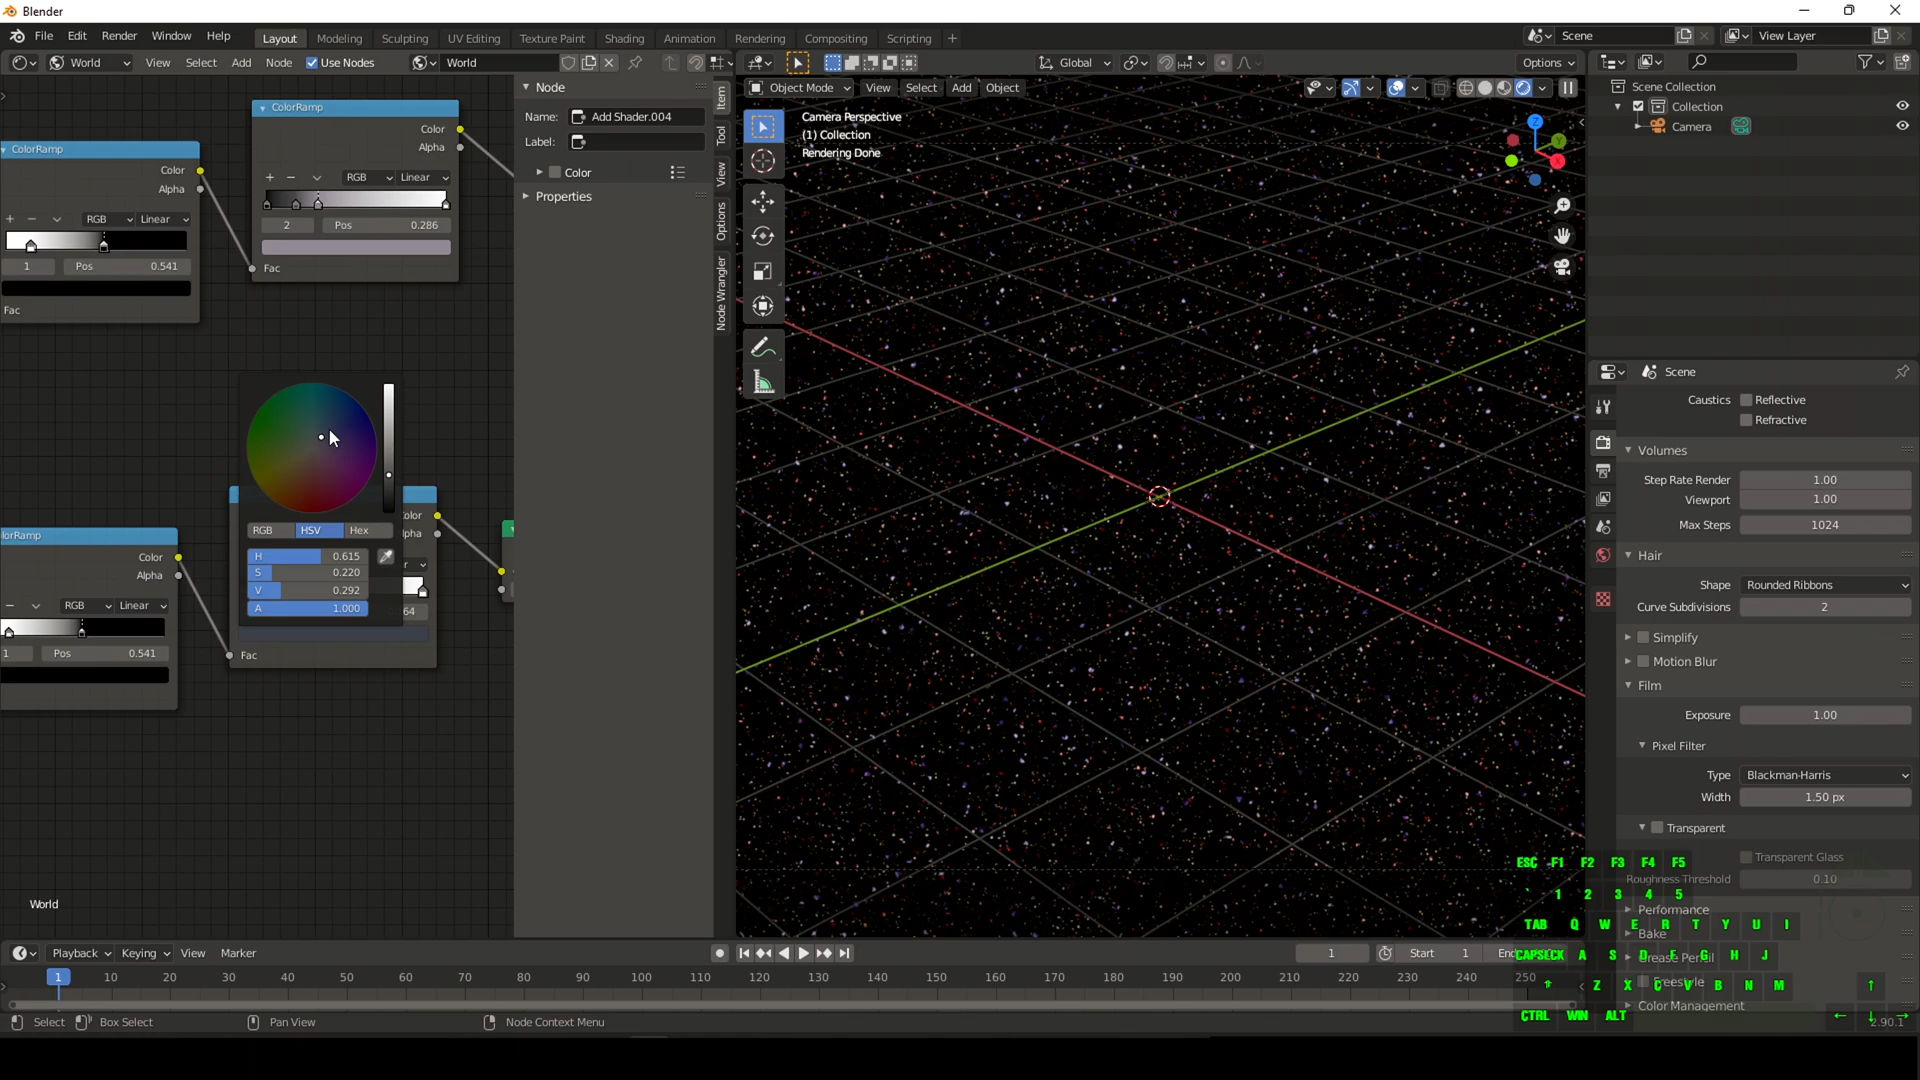 Blender
File Edit Render Window Help Layout Modeling Sculpting UV Editing Texture Paint Shading Animation Rendering Compositing Scripting + Scene View Layer
World View Select Add Node Use Nodes World Global Options
Node
Name: Add Shader.004
Label:
Color
Properties
Item
Tool
View
Options
Node Wrangler
ColorRamp
Color
Alpha
RGB Linear
2 Pos 0.286
Fac
ColorRamp
Color
Alpha
RGB Linear
1 Pos 0.541
Fac
RGB HSV Hex
H 0.615
S 0.220
V 0.292
A 1.000
olor
lpha
r
64
Fac
lorRamp
Color
Alpha
RGB Linear
1 Pos 0.541
World
Object Mode View Select Add Object
Camera Perspective
(1) Collection
Rendering Done
Z
Y
X
Scene Collection
Collection
Camera
Scene
Caustics Reflective
Refractive
Volumes
Step Rate Render 1.00
Viewport 1.00
Max Steps 1024
Hair
Shape Rounded Ribbons
Curve Subdivisions 2
Simplify
Motion Blur
Film
Exposure 1.00
Pixel Filter
Type Blackman-Harris
Width 1.50 px
Transparent
Transparent Glass
Roughness Threshold 0.10
Performance
Bake
Grease Pencil
Freestyle
Color Management
ESC F1 F2 F3 F4 F5
` 1 2 3 4 5
TAB Q W E R T Y U I
CAPSLCK A S D F G H J
⇧ Z X C V B N M ↑
CTRL WIN ALT ← ↓ →
Playback Keying View Marker 1 Start 1 End
1 10 20 30 40 50 60 70 80 90 100 110 120 130 140 150 160 170 180 190 200 210 220 230 240 250
Select Box Select Pan View Node Context Menu 2.90.1